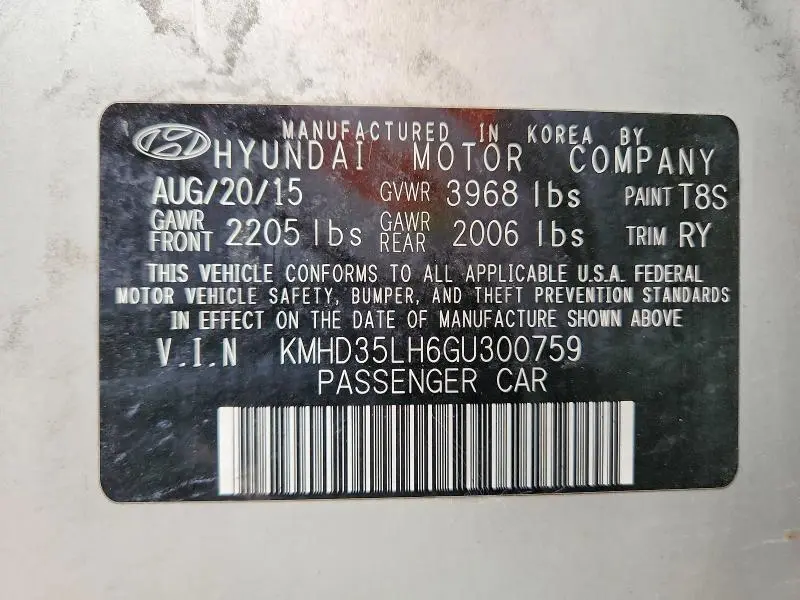 MANUFACTURED IN KOREA BY
HYUNDAI MOTOR COMPANY
AUG/20/15 GVWR 3968 lbs PAINT T8S
GAWR FRONT 2205 lbs GAWR REAR 2006 lbs TRIM RY
THIS VEHICLE CONFORMS TO ALL APPLICABLE U.S.A. FEDERAL
MOTOR VEHICLE SAFETY, BUMPER, AND THEFT PREVENTION STANDARDS
IN EFFECT ON THE DATE OF MANUFACTURE SHOWN ABOVE
V.I.N KMHD35LH6GU300759
PASSENGER CAR